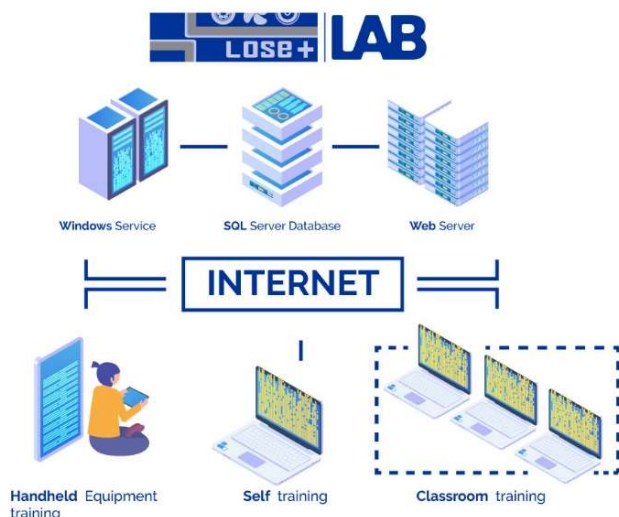 LOSE+ LAB
Windows Service
SQL Server Database
Web Server
INTERNET
Handheld Equipment
training
Self training
Classroom training